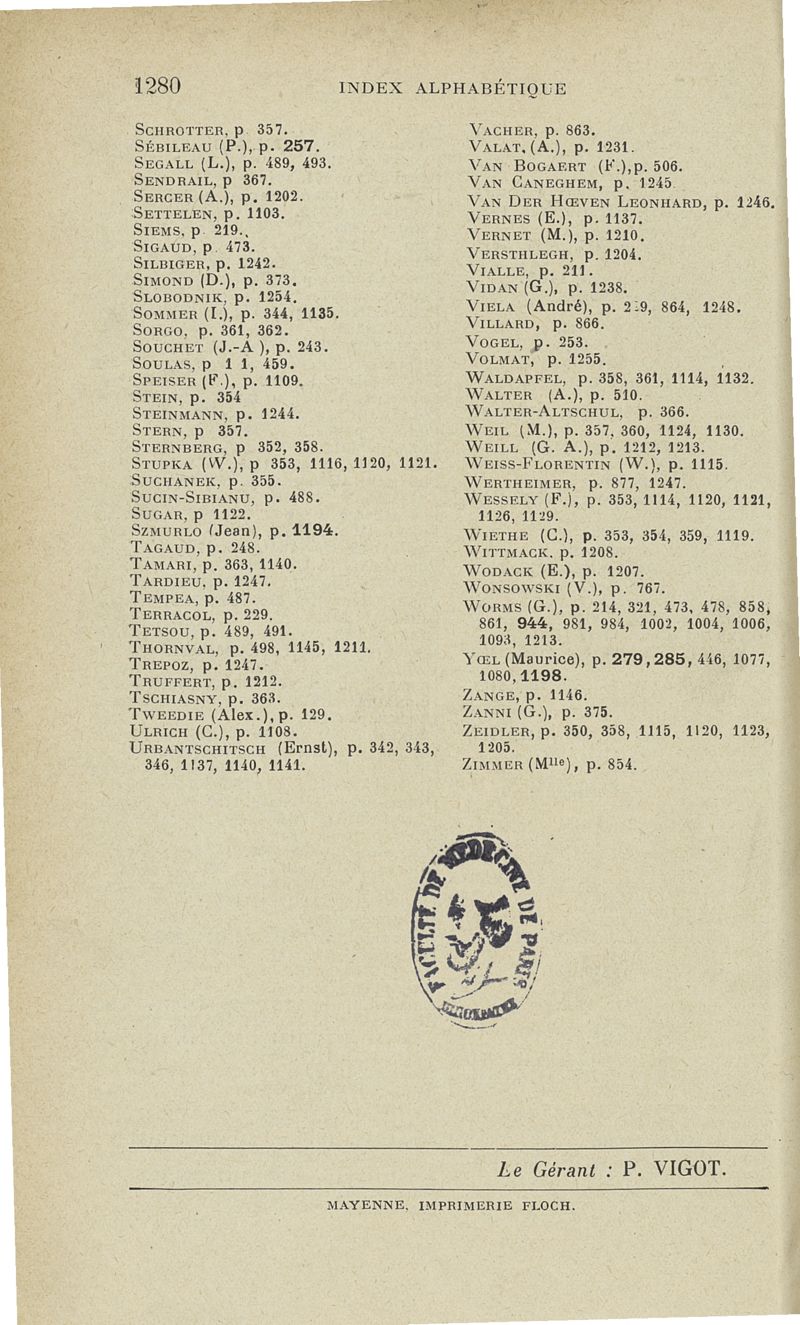 1280 INDEX ALPHABÉTIQUE
SCHROTTER, p 357.
SÉBILEAU (P.), p. 257.
SEGALL (L.), p. 489, 493.
SENDRAIL, p 367.
SERCER (A.), p. 1202.
SETTELEN, p. 1103.
SIEMS, p 219.
SIGAUD, p. 473.
SILBIGER, p. 1242.
SIMOND (D.), p. 373.
SLOBODNIK, p. 1254.
SOMMER (I.), p. 344, 1135.
SORGO, p. 361, 362.
SOUCHET (J.-A ), p. 243.
SOULAS, p 1 1, 459.
SPEISER (F.), p. 1109.
STEIN, p. 354
STEINMANN, p. 1244.
STERN, p 357.
STERNBERG, p 352, 358.
STUPKA (W.), p 353, 1116, 1120, 1121.
SUCHANEK, p. 355.
SUCIN-SIBIANU, p. 488.
SUGAR, p 1122.
SZMURLO (Jean), p. 1194.
TAGAUD, p. 248.
TAMARI, p. 363, 1140.
TARDIEU, p. 1247.
TEMPEA, p. 487.
TERRACOL, p. 229.
TETSOU, p. 489, 491.
THORNVAL, p. 498, 1145, 1211.
TREPOZ, p. 1247.
TRUFFERT, p. 1212.
TSCHIASNY, p. 363.
TWEEDIE (Alex.), p. 129.
ULRICH (C.), p. 1108.
URBANTSCHITSCH (Ernst), p. 342, 343,
346, 1137, 1140, 1141.
VACHER, p. 863.
VALAT, (A.), p. 1231.
VAN BOGAERT (F.), p. 506.
VAN CANEGHEM, p. 1245
VAN DER HŒVEN LEONHARD, p. 1246.
VERNES (E.), p. 1137.
VERNET (M.), p. 1210.
VERSTHLEGH, p. 1204.
VIALLE, p. 211.
VIDAN (G.), p. 1238.
VIELA (André), p. 2 9, 864, 1248.
VILLARD, p. 866.
VOGEL, p. 253.
VOLMAT, p. 1255.
WALDAPFEL, p. 358, 361, 1114, 1132.
WALTER (A.), p. 510.
WALTER-ALTSCHUL, p. 366.
WEIL (M.), p. 357, 360, 1124, 1130.
WEILL (G. A.), p. 1212, 1213.
WEISS-FLORENTIN (W.), p. 1115.
WERTHEIMER, p. 877, 1247.
WESSELY (F.), p. 353, 1114, 1120, 1121,
1126, 1129.
WIETHE (C.), p. 353, 354, 359, 1119.
WITTMACK, p. 1208.
WODACK (E.), p. 1207.
WONSOWSKI (V.), p. 767.
WORMS (G.), p. 214, 321, 473, 478, 858,
861, 944, 981, 984, 1002, 1004, 1006,
1093, 1213.
YŒL (Maurice), p. 279, 285, 446, 1077,
1080, 1198.
ZANGE, p. 1146.
ZANNI (G.), p. 375.
ZEIDLER, p. 350, 358, 1115, 1120, 1123,
1205.
ZIMMER (Mlle), p. 854.
FACULTÉ DE MÉDECINE DE PARIS
Le Gérant : P. VIGOT.
MAYENNE, IMPRIMERIE FLOCH.